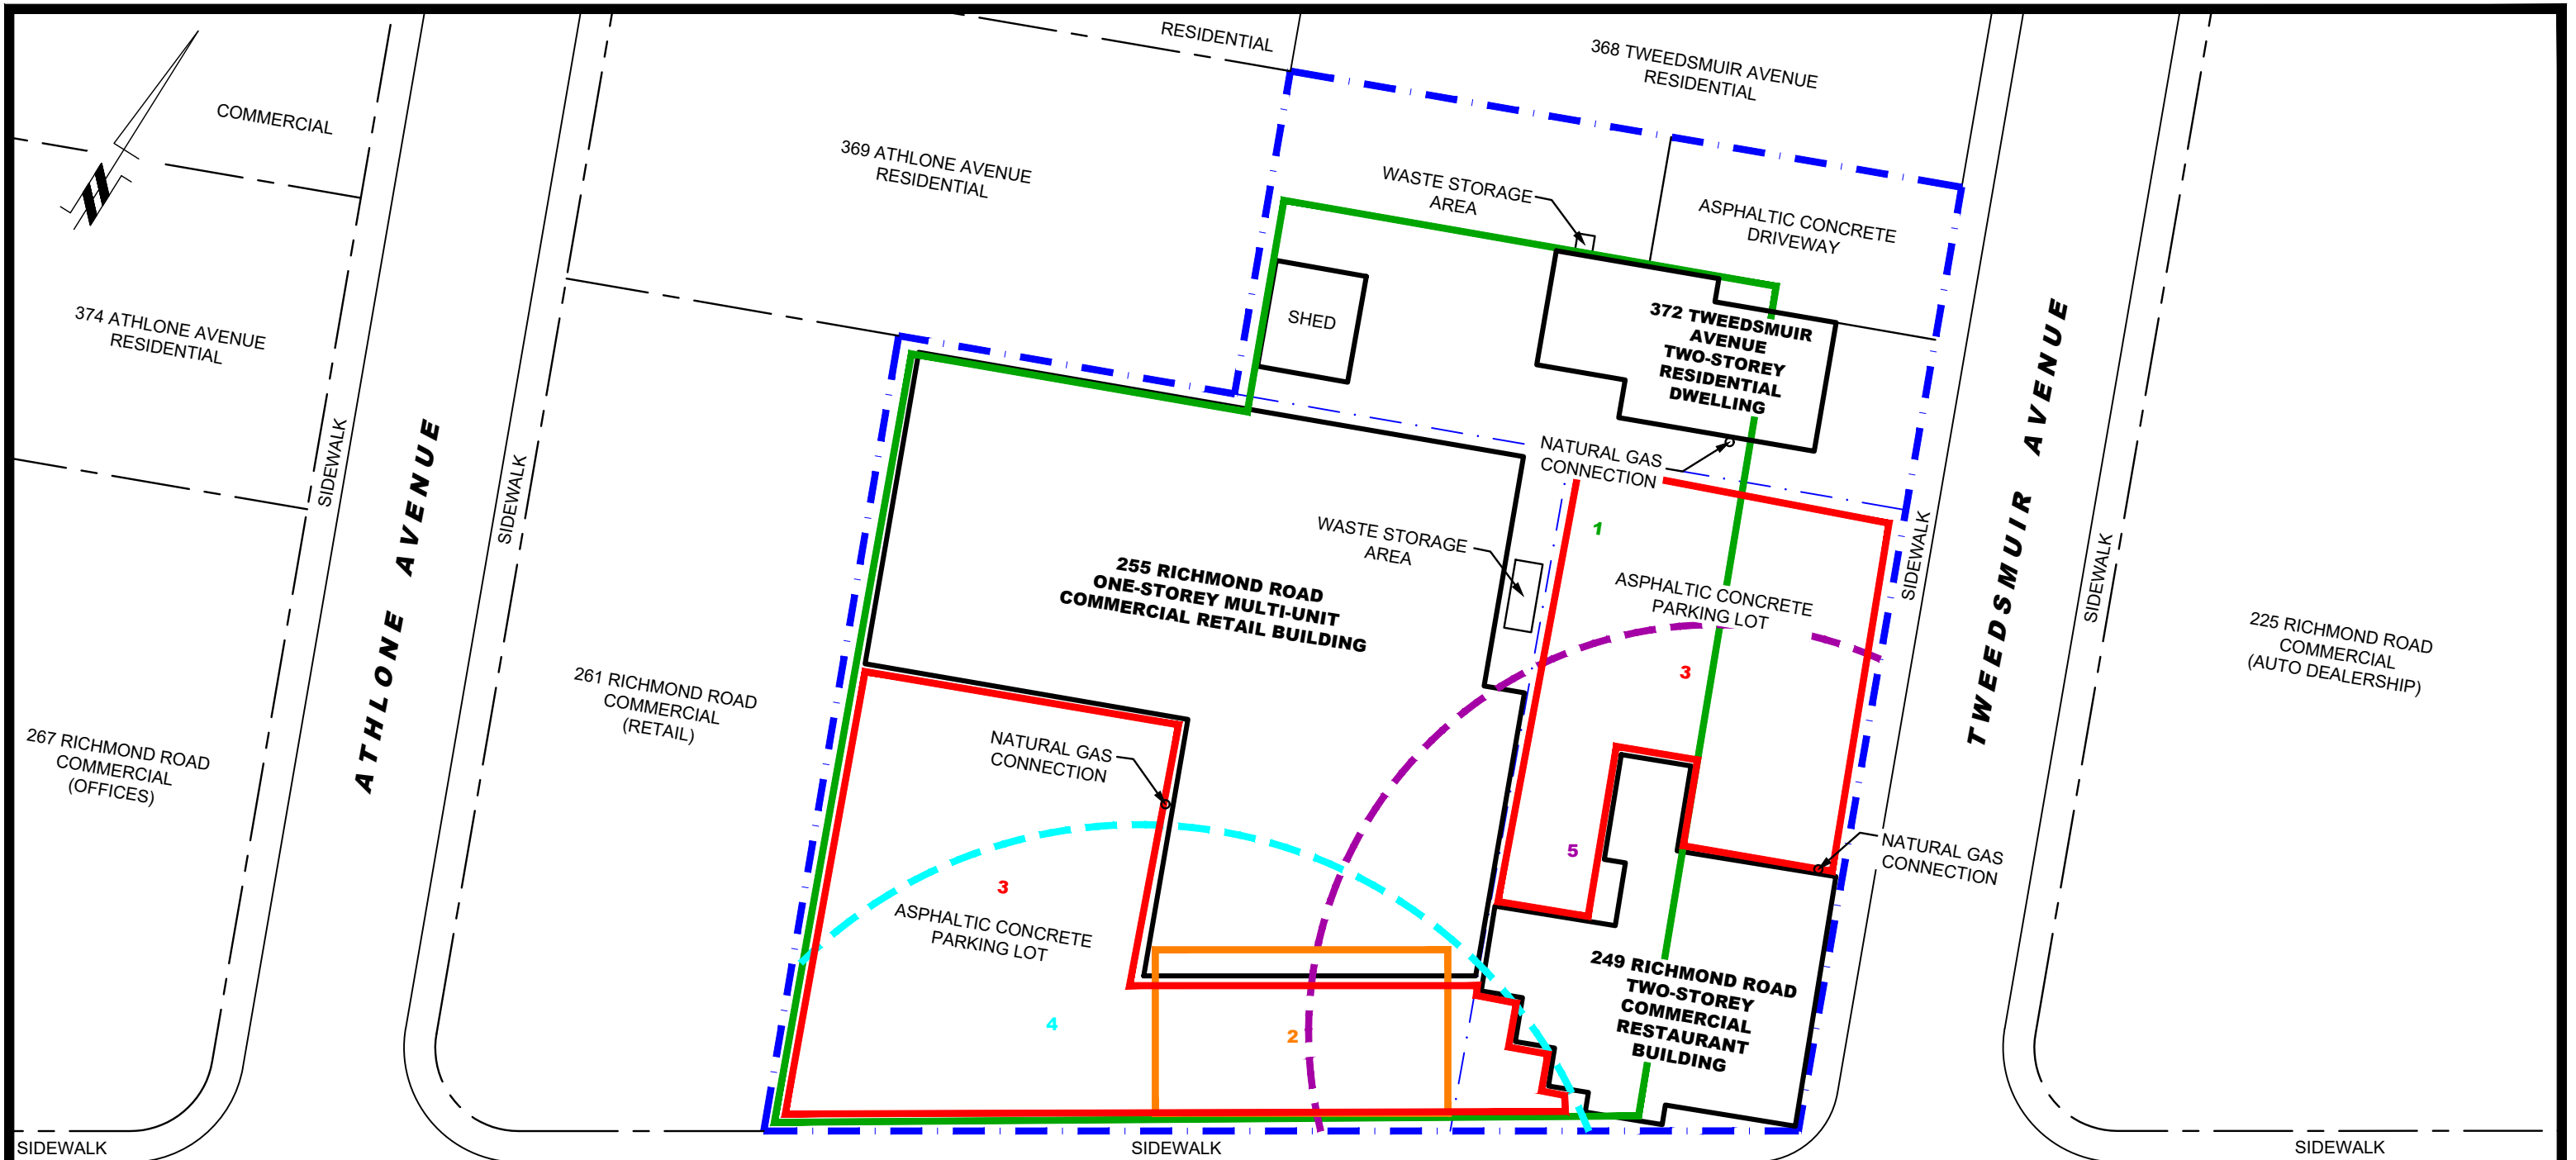 RESIDENTIAL
368 TWEEDSMUIR AVENUE
RESIDENTIAL
COMMERCIAL
369 ATHLONE AVENUE
RESIDENTIAL
WASTE STORAGE
AREA
ASPHALTIC CONCRETE
DRIVEWAY
374 ATHLONE AVENUE
RESIDENTIAL
SHED
372 TWEEDSMUIR
AVENUE
TWO-STOREY
RESIDENTIAL
DWELLING
SIDEWALK
SIDEWALK
ATHLONE AVENUE
NATURAL GAS
CONNECTION
TWEEDSMUIR AVENUE
SIDEWALK
SIDEWALK
1
WASTE STORAGE
AREA
255 RICHMOND ROAD
ONE-STOREY MULTI-UNIT
COMMERCIAL RETAIL BUILDING
ASPHALTIC CONCRETE
PARKING LOT
3
225 RICHMOND ROAD
COMMERCIAL
(AUTO DEALERSHIP)
261 RICHMOND ROAD
COMMERCIAL
(RETAIL)
267 RICHMOND ROAD
COMMERCIAL
(OFFICES)
NATURAL GAS
CONNECTION
5
NATURAL GAS
CONNECTION
3
ASPHALTIC CONCRETE
PARKING LOT
249 RICHMOND ROAD
TWO-STOREY
COMMERCIAL
RESTAURANT
BUILDING
4
2
SIDEWALK
SIDEWALK
SIDEWALK